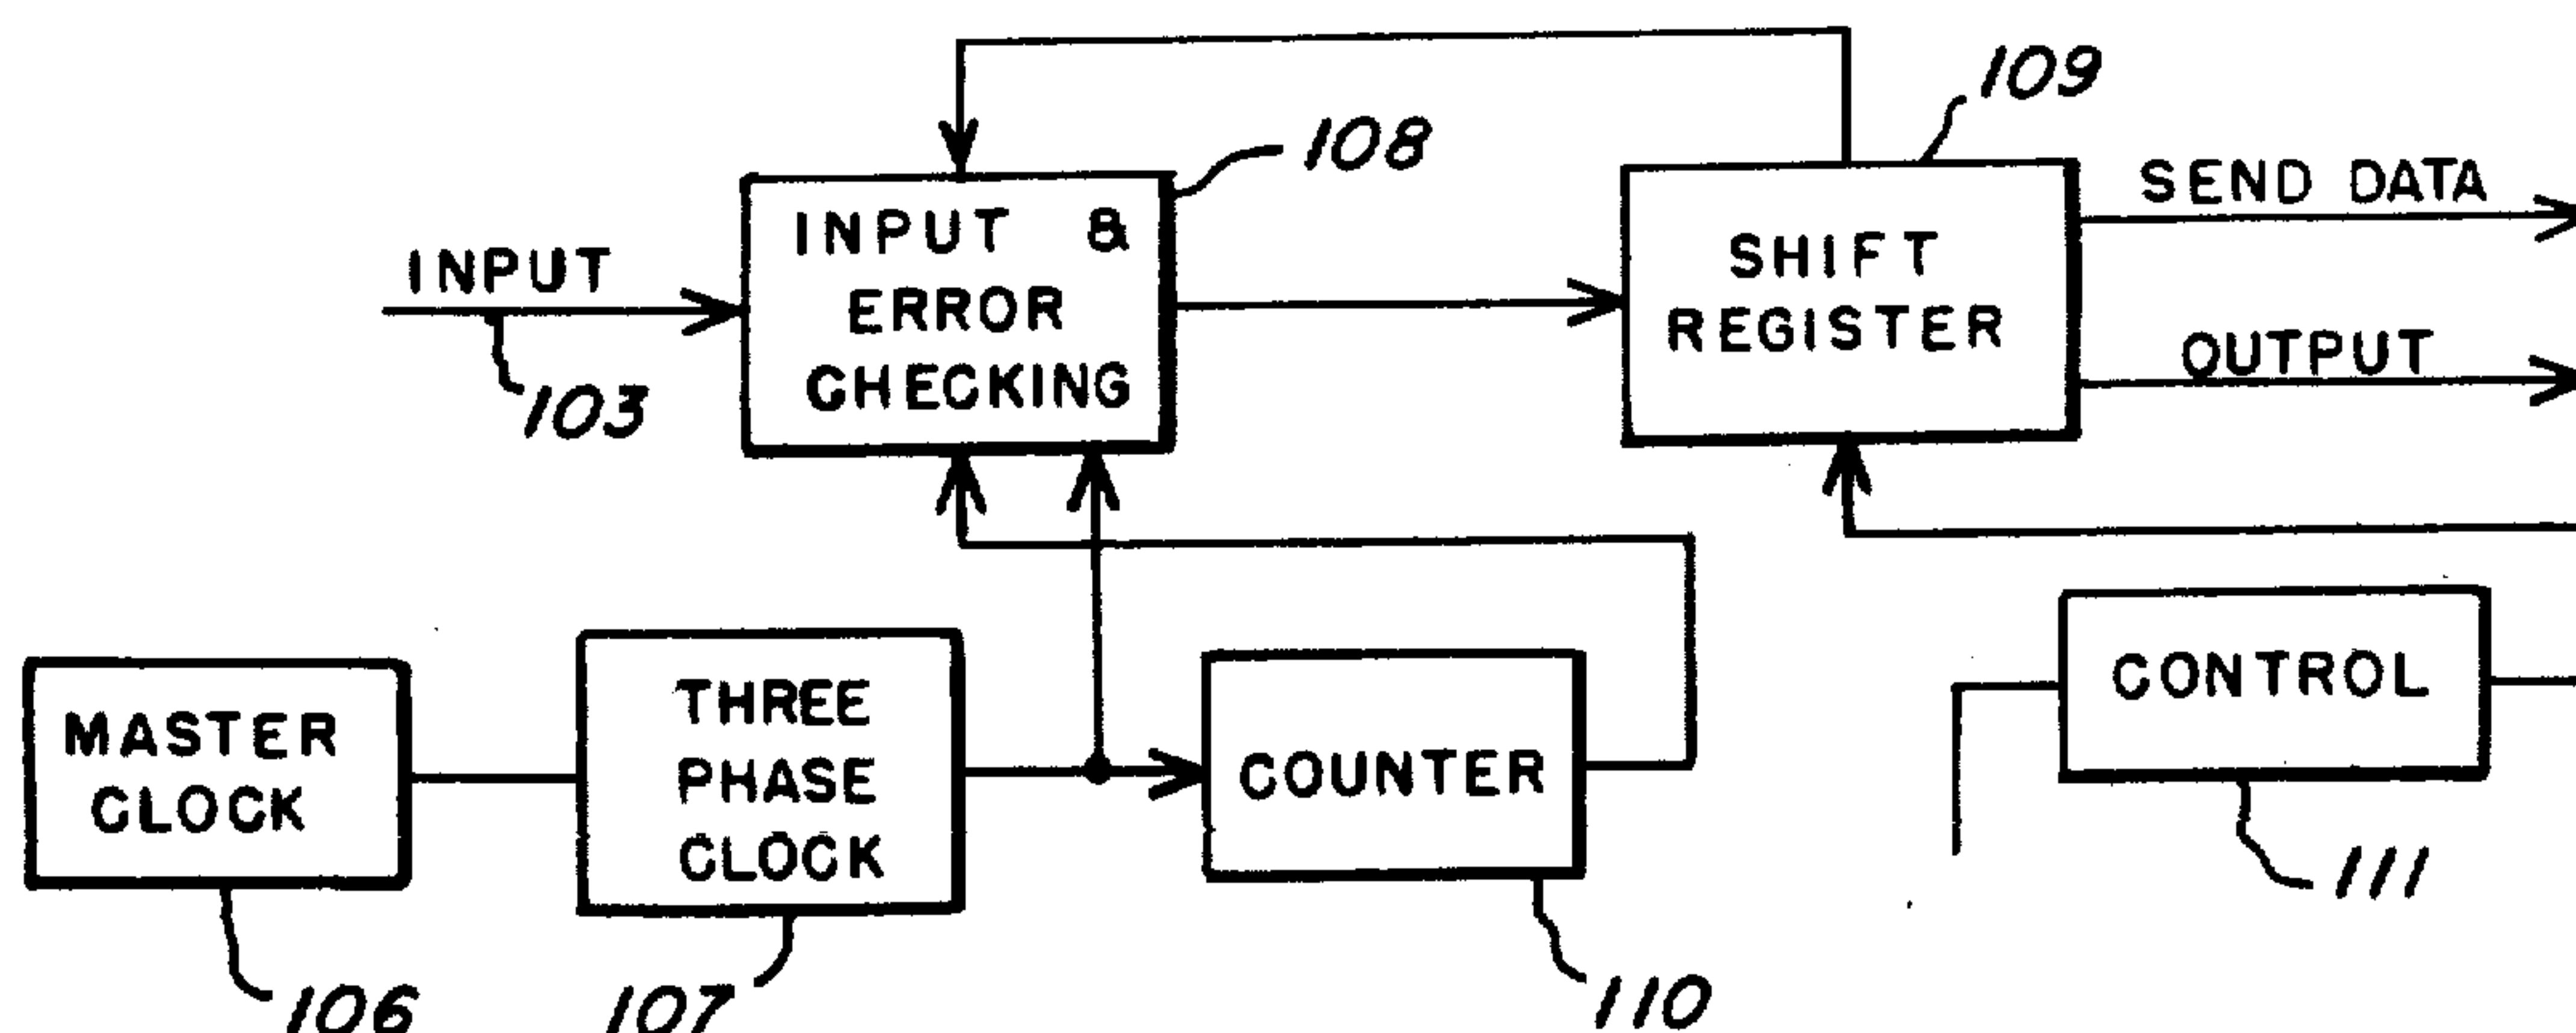 109
108
SEND DATA
INPUT &
ERROR
CHECKING
INPUT
SHIFT
REGISTER
OUTPUT
103
MASTER
CLOCK
THREE
PHASE
CLOCK
COUNTER
CONTROL
111
106
107
110